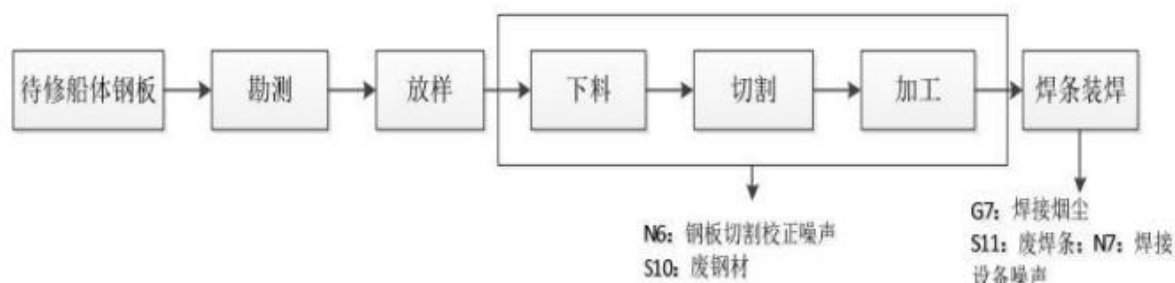 待修船体钢板
勘测
放样
下料
切割
加工
焊条装焊
N6：钢板切割校正噪声
S10：废钢材
G7：焊接烟尘
S11：废焊条；N7：焊接
设备噪声